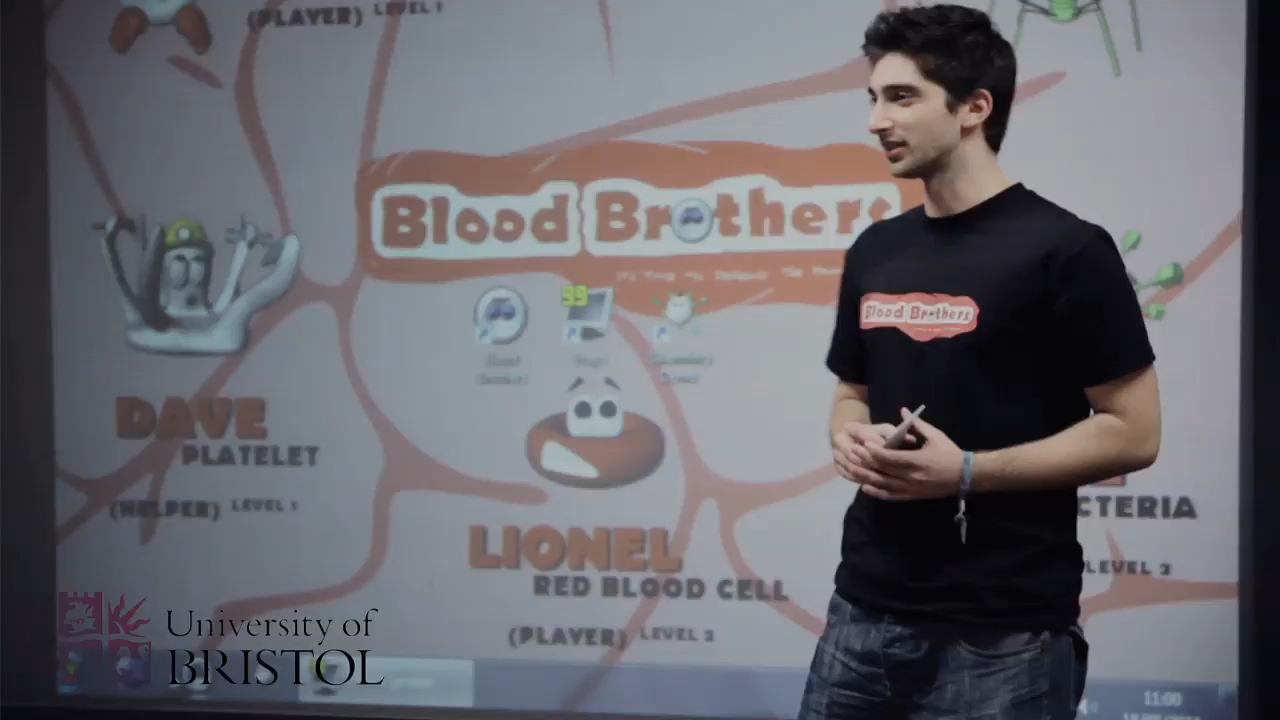 (PLAYER) LEVEL 1
Blood Brothers
Blood Brothers
99
DAVE
PLATELET
(HELPER) LEVEL 1
LIONEL
RED BLOOD CELL
(PLAYER) LEVEL 2
CTERIA
LEVEL 2
University of
BRISTOL
11:00